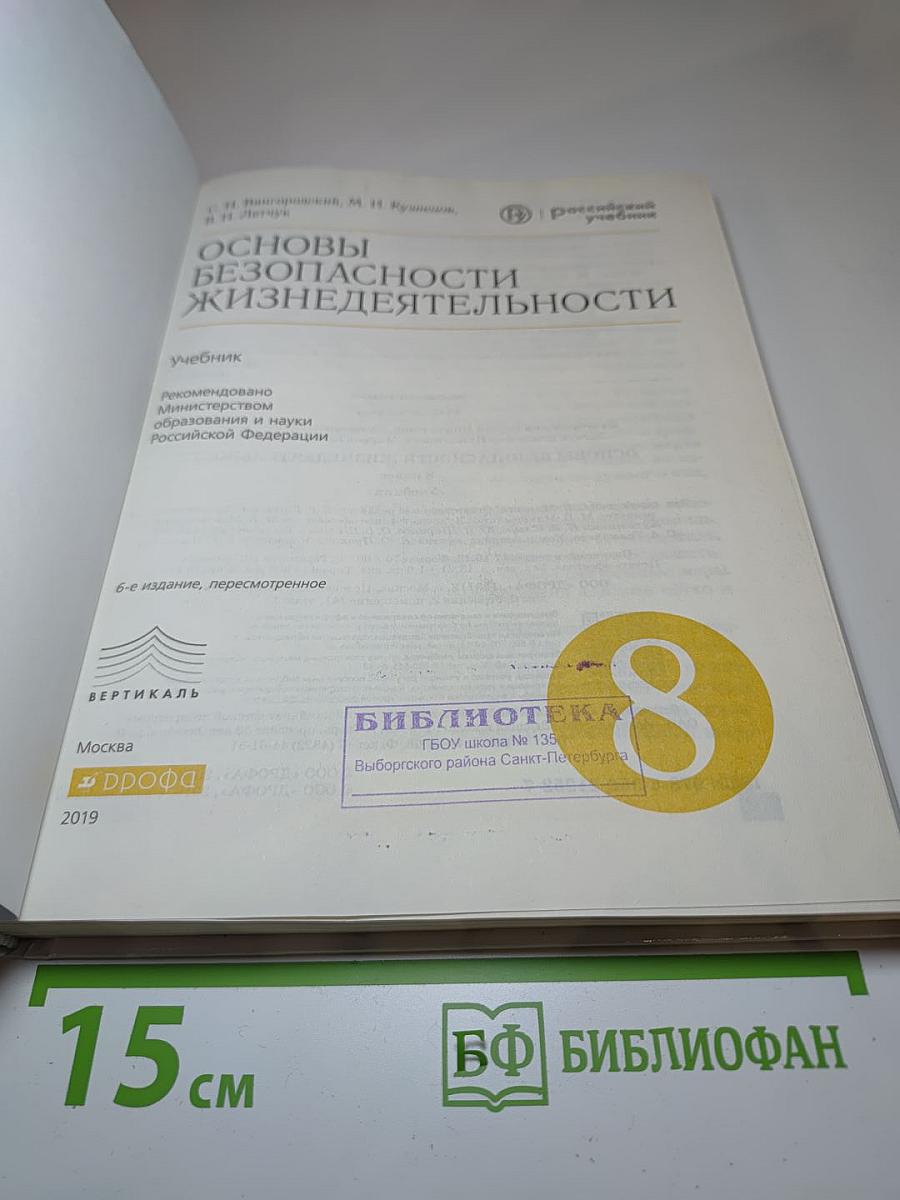 С. Н. Вангородский, М. И. Кузнецов,
В. Н. Латчук
российский
учебник
ОСНОВЫ
БЕЗОПАСНОСТИ
ЖИЗНЕДЕЯТЕЛЬНОСТИ
учебник
Рекомендовано
Министерством
образования и науки
Российской Федерации
6-е издание, пересмотренное
ВЕРТИКАЛЬ
8
БИБЛИОТЕКА
ГБОУ школа № 135
Выборгского района Санкт-Петербурга
Москва
дрофа
2019
15 см
БФ БИБЛИОФАН